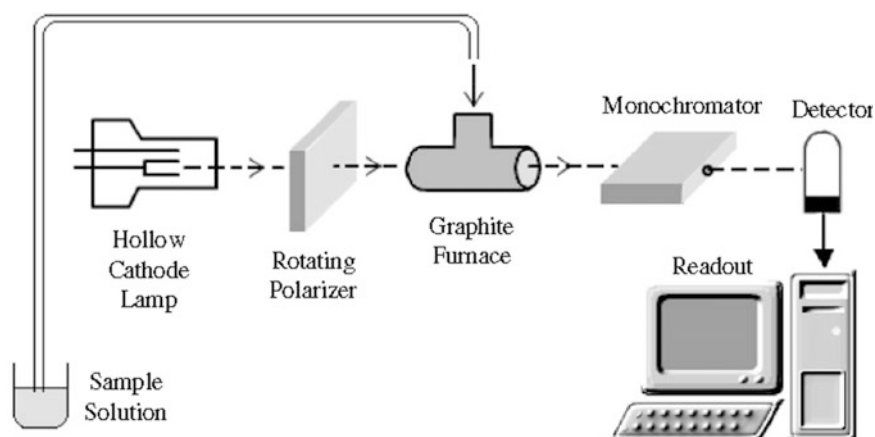 Monochromator
Detector
Hollow
Cathode
Lamp
Rotating
Polarizer
Graphite
Furnace
Readout
Sample
Solution